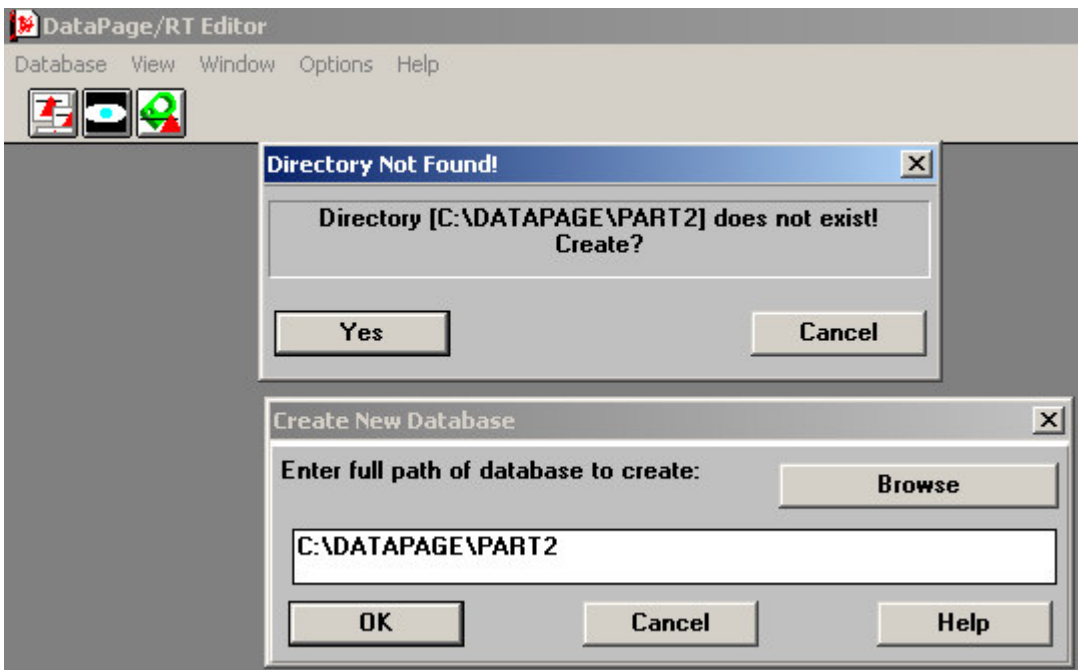 DataPage/RT Editor
Database View Window Options Help
Directory Not Found!
Directory [C:\DATAPAGE\PART2] does not exist!
Create?
Yes Cancel
Create New Database
Enter full path of database to create:
Browse
C:\DATAPAGE\PART2
OK Cancel Help